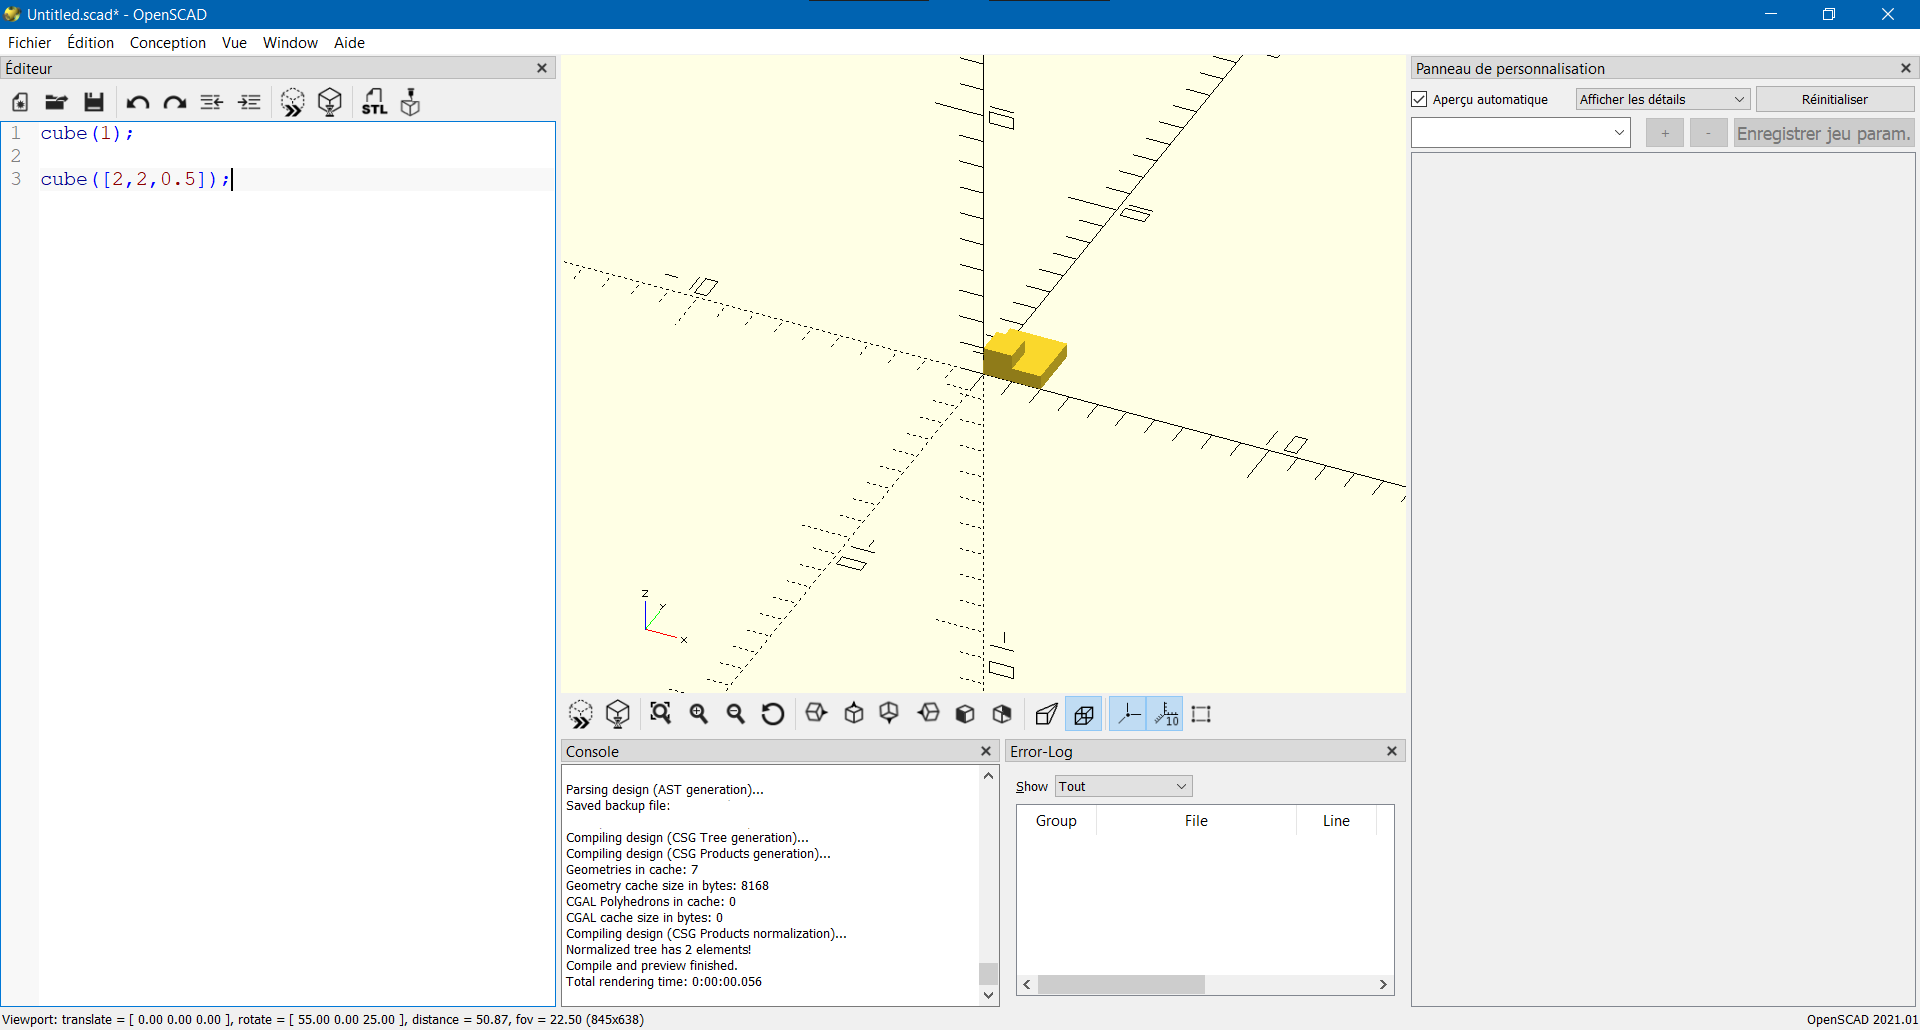 Untitled.scad* - OpenSCAD
Fichier Édition Conception Vue Window Aide
Éditeur
STL
1 cube(1);
2
3 cube([2,2,0.5]);
Z
Y
X
10
Console
Parsing design (AST generation)...
Saved backup file:
Compiling design (CSG Tree generation)...
Compiling design (CSG Products generation)...
Geometries in cache: 7
Geometry cache size in bytes: 8168
CGAL Polyhedrons in cache: 0
CGAL cache size in bytes: 0
Compiling design (CSG Products normalization)...
Normalized tree has 2 elements!
Compile and preview finished.
Total rendering time: 0:00:00.056
Error-Log
Show Tout
Group File Line
Panneau de personnalisation
Aperçu automatique Afficher les détails Réinitialiser
+ - Enregistrer jeu param.
Viewport: translate = [ 0.00 0.00 0.00 ], rotate = [ 55.00 0.00 25.00 ], distance = 50.87, fov = 22.50 (845x638)
OpenSCAD 2021.01